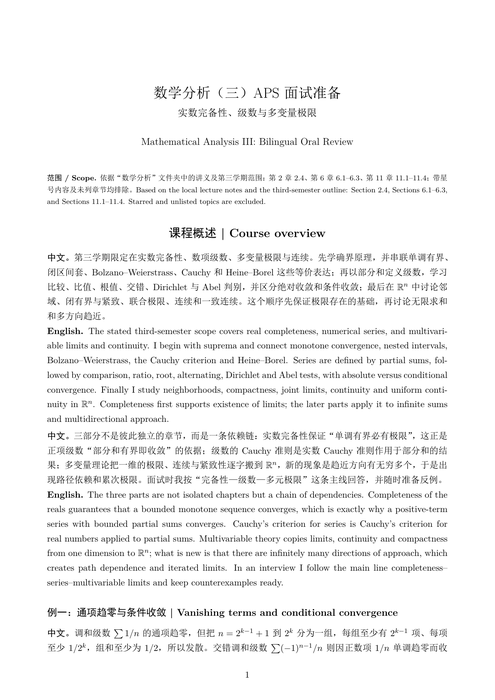 数学分析（三）APS 面试准备
实数完备性、级数与多变量极限
Mathematical Analysis III: Bilingual Oral Review
范围 / Scope. 依据“数学分析”文件夹中的讲义及第三学期范围：第 2 章 2.4、第 6 章 6.1–6.3、第 11 章 11.1–11.4；带星
号内容及未列章节均排除。Based on the local lecture notes and the third-semester outline: Section 2.4, Sections 6.1–6.3,
and Sections 11.1–11.4. Starred and unlisted topics are excluded.
课程概述 | Course overview
中文。第三学期限定在实数完备性、数项级数、多变量极限与连续。先学确界原理，并串联单调有界、
闭区间套、Bolzano–Weierstrass、Cauchy 和 Heine–Borel 这些等价表达；再以部分和定义级数，学习
比较、比值、根值、交错、Dirichlet 与 Abel 判别，并区分绝对收敛和条件收敛；最后在 ℝⁿ 中讨论邻
域、闭有界与紧致、联合极限、连续和一致连续。这个顺序先保证极限存在的基础，再讨论无限求和
和多方向趋近。
English. The stated third-semester scope covers real completeness, numerical series, and multivari-
able limits and continuity. I begin with suprema and connect monotone convergence, nested intervals,
Bolzano–Weierstrass, the Cauchy criterion and Heine–Borel. Series are defined by partial sums, fol-
lowed by comparison, ratio, root, alternating, Dirichlet and Abel tests, with absolute versus conditional
convergence. Finally I study neighborhoods, compactness, joint limits, continuity and uniform conti-
nuity in ℝⁿ. Completeness first supports existence of limits; the later parts apply it to infinite sums
and multidirectional approach.
中文。三部分不是彼此独立的章节，而是一条依赖链：实数完备性保证“单调有界必有极限”，这正是
正项级数“部分和有界即收敛”的依据；级数的 Cauchy 准则是实数 Cauchy 准则作用于部分和的结
果；多变量理论把一维的极限、连续与紧致性逐字搬到 ℝⁿ，新的现象是趋近方向有无穷多个，于是出
现路径依赖和累次极限。面试时我按“完备性—级数—多元极限”这条主线回答，并随时准备反例。
English. The three parts are not isolated chapters but a chain of dependencies. Completeness of the
reals guarantees that a bounded monotone sequence converges, which is exactly why a positive-term
series with bounded partial sums converges. Cauchy's criterion for series is Cauchy's criterion for
real numbers applied to partial sums. Multivariable theory copies limits, continuity and compactness
from one dimension to ℝⁿ; what is new is that there are infinitely many directions of approach, which
creates path dependence and iterated limits. In an interview I follow the main line completeness–
series–multivariable limits and keep counterexamples ready.
例一：通项趋零与条件收敛 | Vanishing terms and conditional convergence
中文。调和级数 ∑1/n 的通项趋零，但把 n = 2^{k−1} + 1 到 2^k 分为一组，每组至少有 2^{k−1} 项、每项
至少 1/2^k，组和至少为 1/2，所以发散。交错调和级数 ∑(−1)^{n−1}/n 则因正数项 1/n 单调趋零而收
1